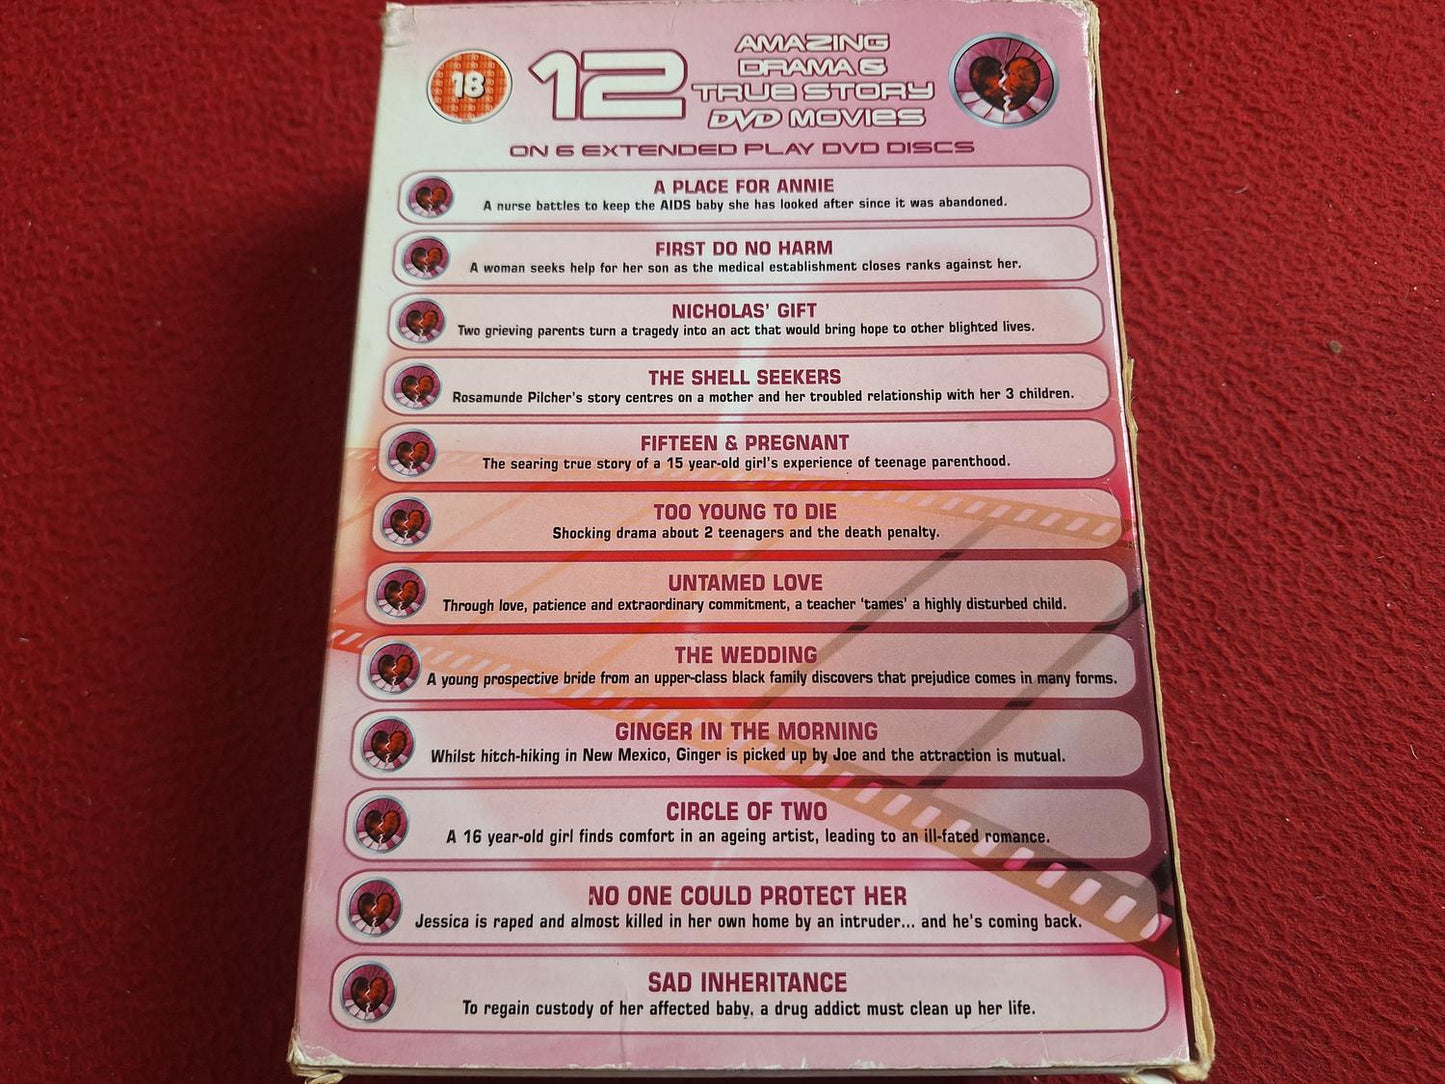 18
12
AMAZING
DRAMA &
TRUE STORY
DVD MOVIES
ON 6 EXTENDED PLAY DVD DISCS
A PLACE FOR ANNIE
A nurse battles to keep the AIDS baby she has looked after since it was abandoned.
FIRST DO NO HARM
A woman seeks help for her son as the medical establishment closes ranks against her.
NICHOLAS' GIFT
Two grieving parents turn a tragedy into an act that would bring hope to other blighted lives.
THE SHELL SEEKERS
Rosamunde Pilcher's story centres on a mother and her troubled relationship with her 3 children.
FIFTEEN & PREGNANT
The searing true story of a 15 year-old girl's experience of teenage parenthood.
TOO YOUNG TO DIE
Shocking drama about 2 teenagers and the death penalty.
UNTAMED LOVE
Through love, patience and extraordinary commitment, a teacher 'tames' a highly disturbed child.
THE WEDDING
A young prospective bride from an upper-class black family discovers that prejudice comes in many forms.
GINGER IN THE MORNING
Whilst hitch-hiking in New Mexico, Ginger is picked up by Joe and the attraction is mutual.
CIRCLE OF TWO
A 16 year-old girl finds comfort in an ageing artist, leading to an ill-fated romance.
NO ONE COULD PROTECT HER
Jessica is raped and almost killed in her own home by an intruder... and he's coming back.
SAD INHERITANCE
To regain custody of her affected baby, a drug addict must clean up her life.